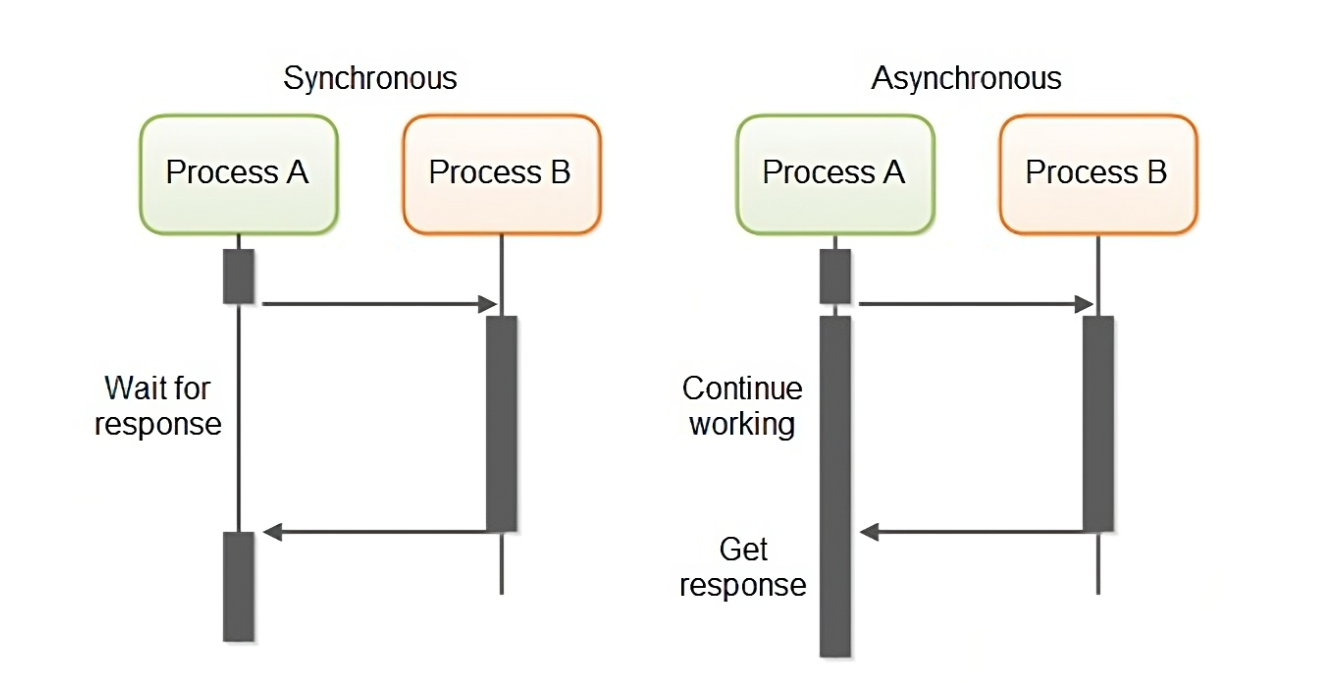 Synchronous
Asynchronous
Process A
Process B
Process A
Process B
Wait for
response
Continue
working
Get
response